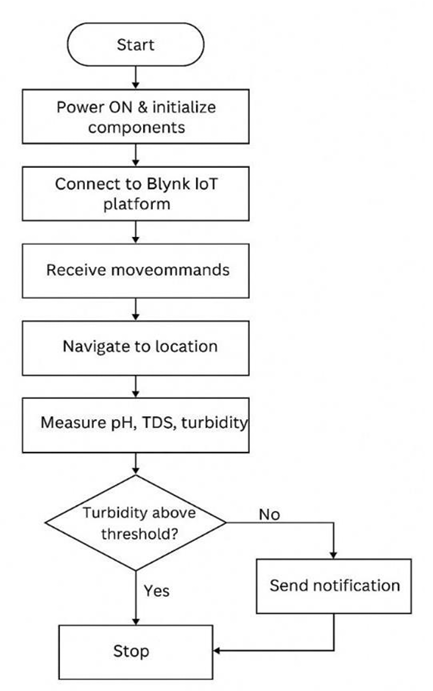 Start
Power ON & initialize
components
Connect to Blynk IoT
platform
Receive moveommands
Navigate to location
Measure pH, TDS, turbidity
Turbidity above
threshold?
No
Yes
Send notification
Stop